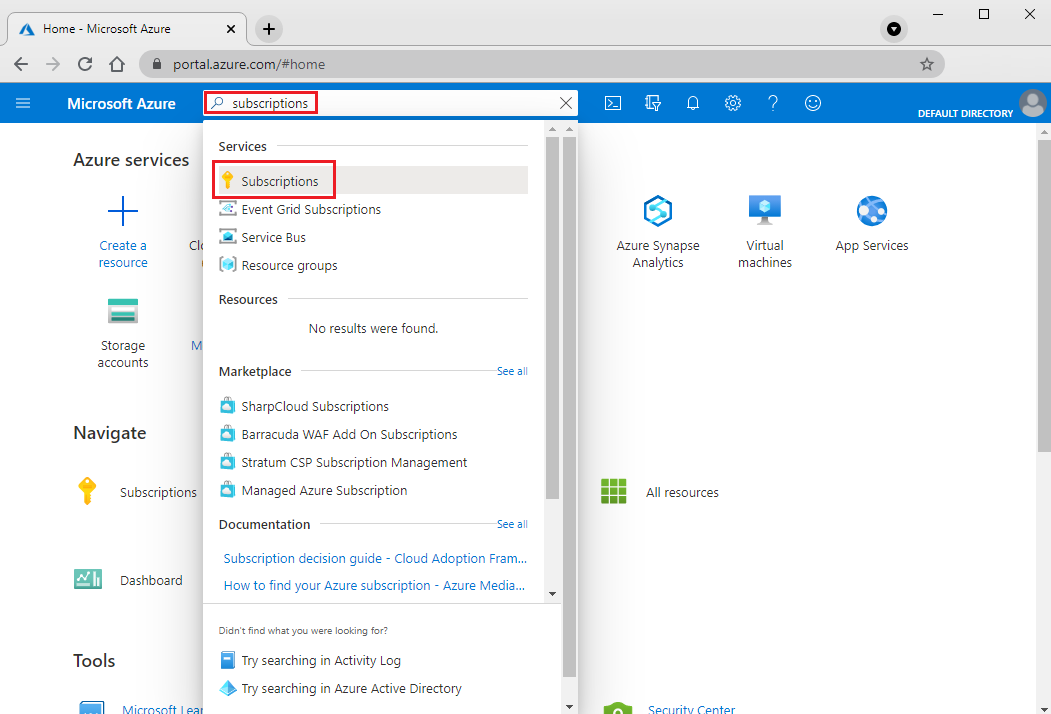 Home - Microsoft Azure
portal.azure.com/#home
Microsoft Azure
subscriptions
DEFAULT DIRECTORY
Azure services
Create a
resource
Storage
accounts
Navigate
Subscriptions
Dashboard
Tools
Services
Subscriptions
Event Grid Subscriptions
Service Bus
Resource groups
Resources
No results were found.
Marketplace
See all
SharpCloud Subscriptions
Barracuda WAF Add On Subscriptions
Stratum CSP Subscription Management
Managed Azure Subscription
Documentation
See all
Subscription decision guide - Cloud Adoption Fram...
How to find your Azure subscription - Azure Media...
Didn't find what you were looking for?
Try searching in Activity Log
Try searching in Azure Active Directory
Azure Synapse
Analytics
Virtual
machines
App Services
All resources
Microsoft
Security Center